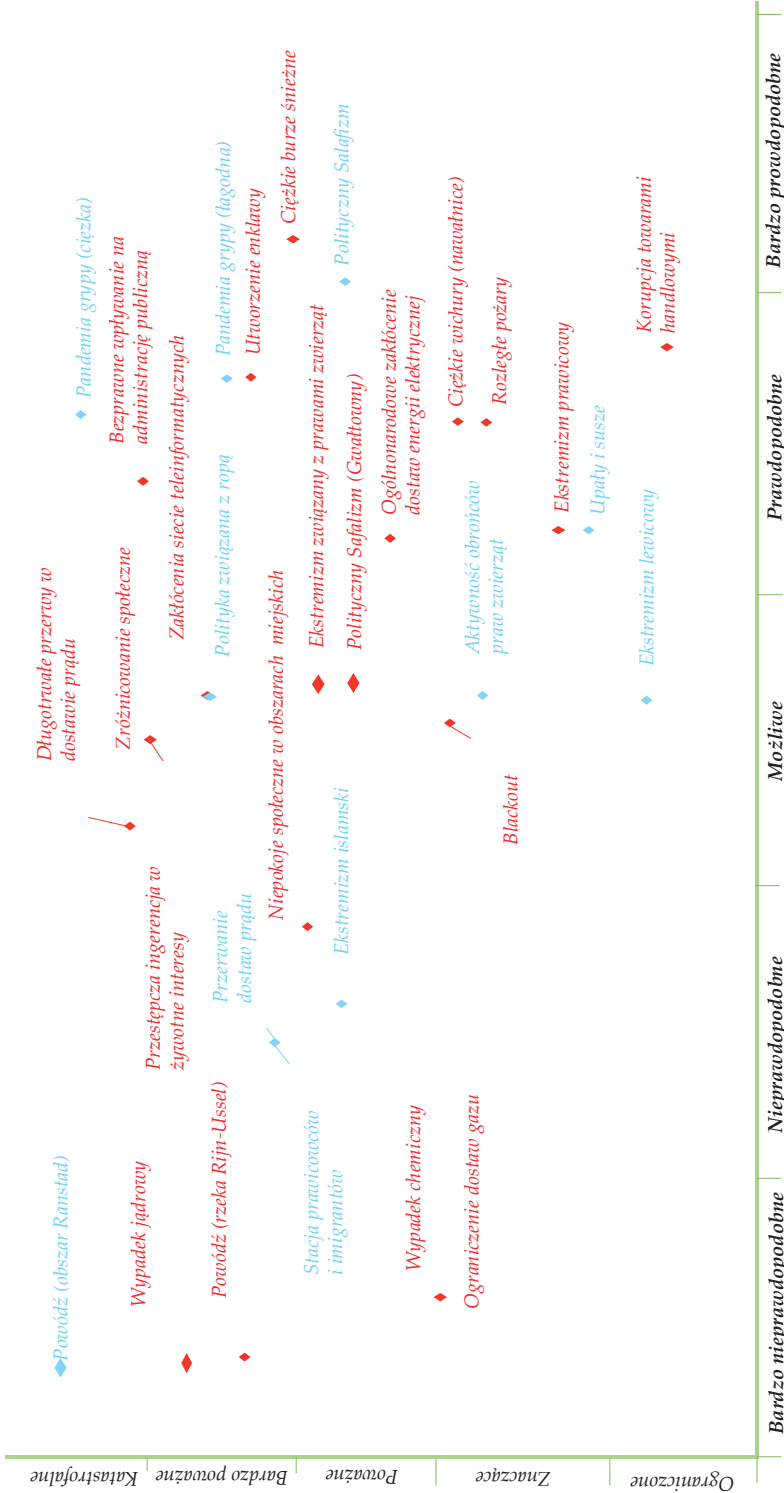 Katastrofalne
Bardzo poważne
Poważne
Znaczące
Ograniczone
Powódź (obszar Ranstad)
Wypadek jądrowy
Powódź (rzeka Rijn-Ussel)
Stacja prawicowców
i imigrantów
Wypadek chemiczny
Ograniczenie dostaw gazu
Przestępcza ingerencja w
żywotne interesy
Przerwanie
dostaw prądu
Niepokoje społeczne w obszarach miejskich
Ekstremizm islamski
Długotrwałe przerwy w
dostawie prądu
Zróżnicowanie społeczne
Zakłócenia siecie teleinformatycznych
Polityka związana z ropą
Ekstremizm związany z prawami zwierząt
Polityczny Safalizm (Gwałtowny)
Ogólnonarodowe zakłócenie
dostaw energii elektrycznej
Aktywność obrońców
praw zwierząt
Blackout
Ekstremizm prawicowy
Upały i susze
Ekstremizm lewicowy
Pandemia grypy (ciężka)
Bezprawne wpływanie na
administrację publiczną
Pandemia grypy (łagodna)
Utworzenie enklawy
Ciężkie burze śnieżne
Polityczny Salafizm
Ciężkie wichury (nawałnice)
Rozległe pożary
Korupcja towarami
handlowymi
Bardzo nieprawdopodobne
Nieprawdopodobne
Możliwe
Prawdopodobne
Bardzo prowdopodobne